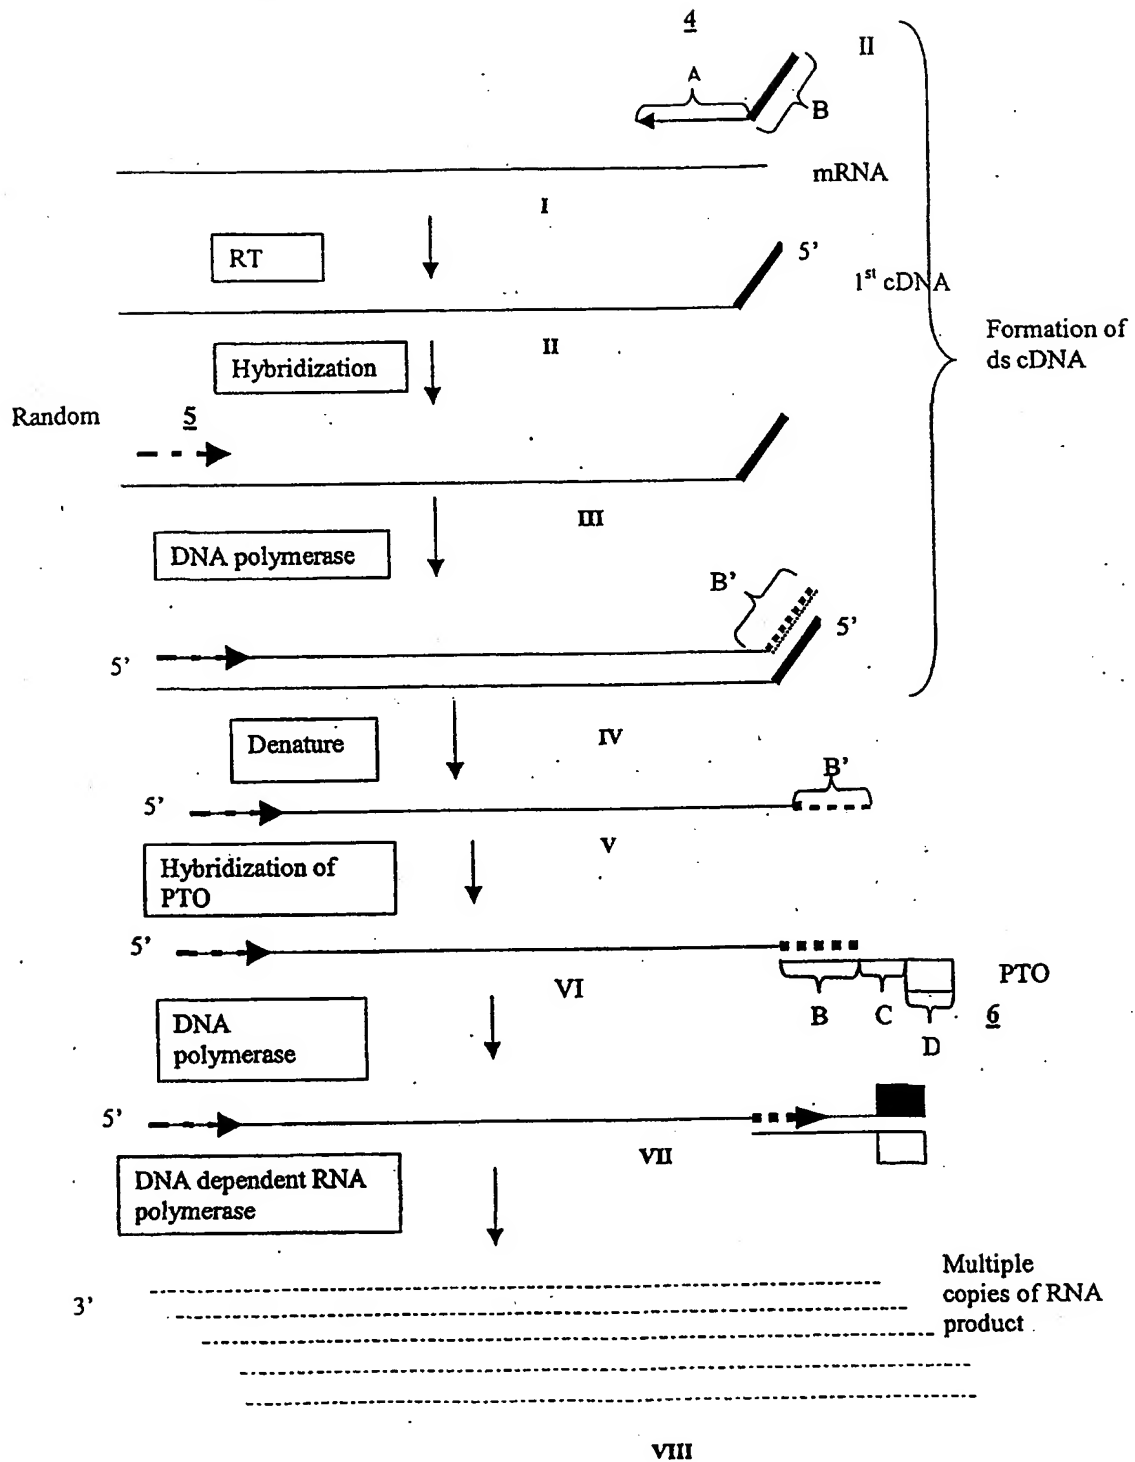 4
II
A
B
mRNA
I
RT
5’
1st cDNA
Formation of
ds cDNA
II
Hybridization
Random
5
III
DNA polymerase
B’
5’
5’
IV
Denature
B’
5’
V
Hybridization of
PTO
5’
VI
PTO
B
C
6
D
DNA
polymerase
5’
VII
DNA dependent RNA
polymerase
Multiple
copies of RNA
product
3’
VIII